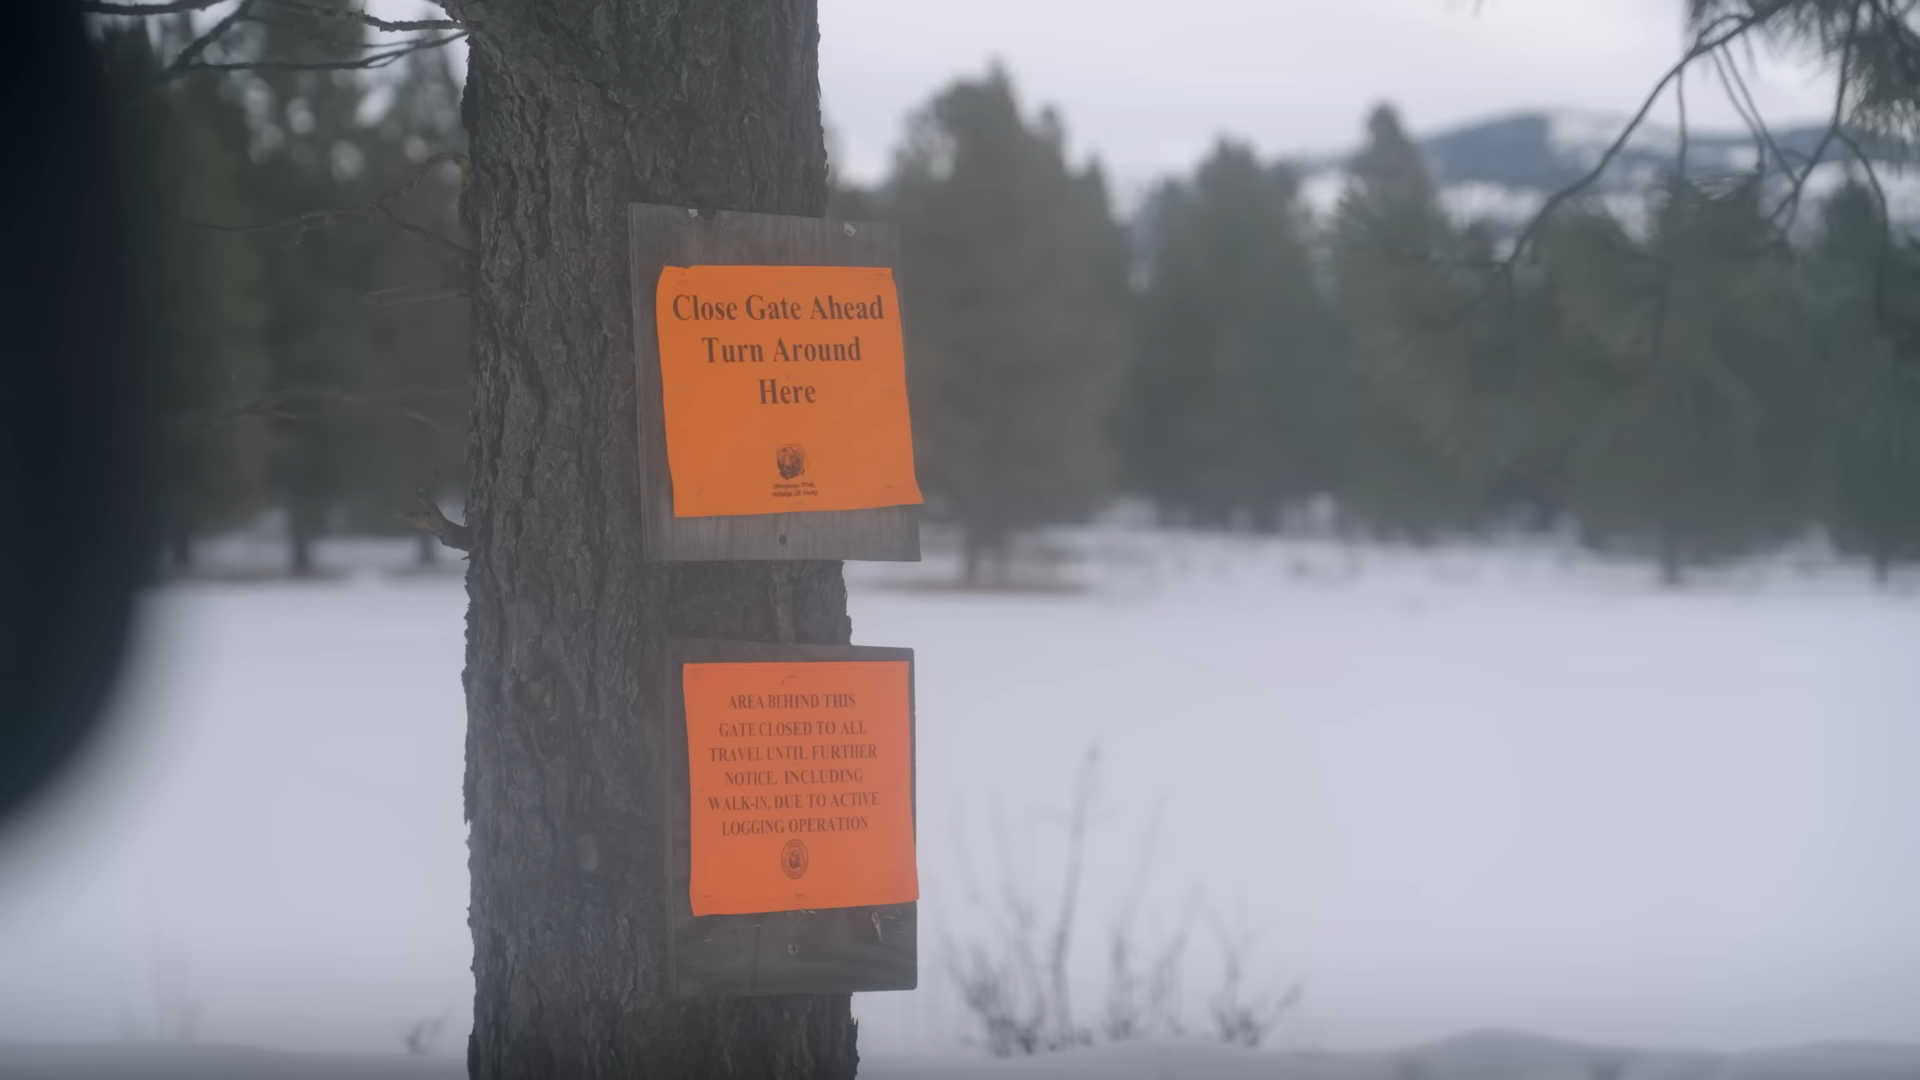 Close Gate Ahead
Turn Around
Here
AREA BEHIND THIS
GATE CLOSED TO ALL
TRAVEL UNTIL FURTHER
NOTICE. INCLUDING
WALK-IN, DUE TO ACTIVE
LOGGING OPERATION